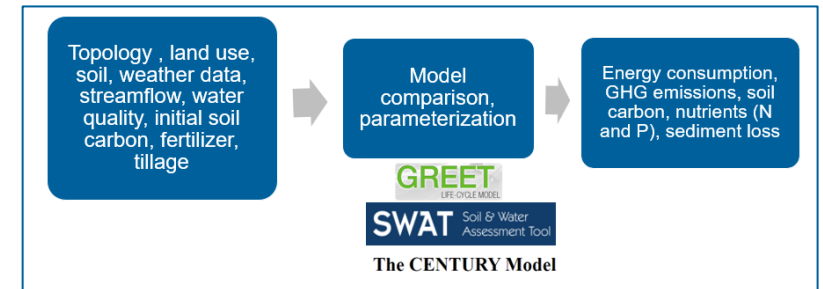 Topology , land use,
soil, weather data,
streamflow, water
quality, initial soil
carbon, fertilizer,
tillage
Model
comparison,
parameterization
Energy consumption,
GHG emissions, soil
carbon, nutrients (N
and P), sediment loss
GREET
LIFE-CYCLE MODEL
SWAT Soil & Water
Assessment Tool
The CENTURY Model